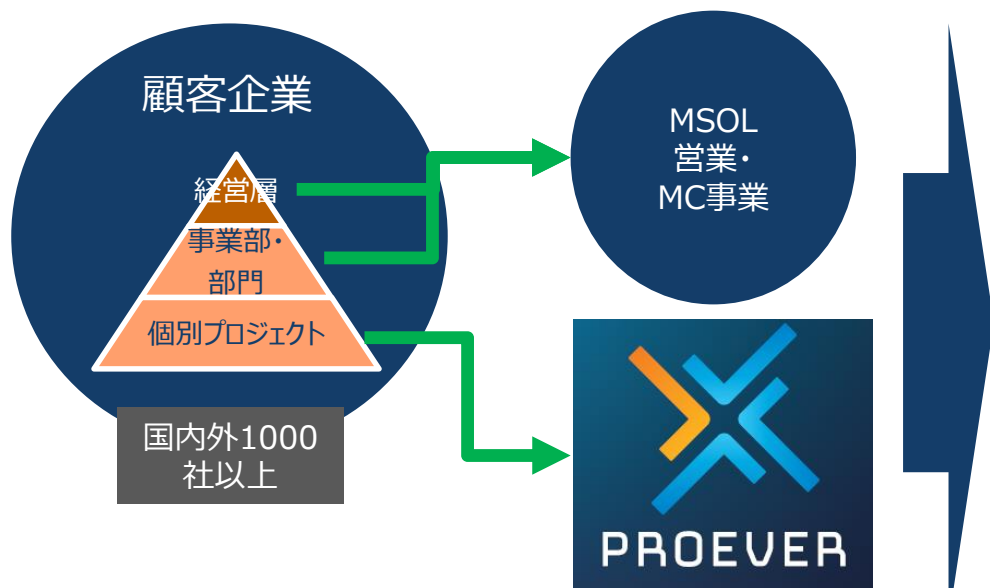 顧客企業
経営層
事業部・
部門
個別プロジェクト
国内外1000
社以上
MSOL
営業・
MC事業
PROEVER